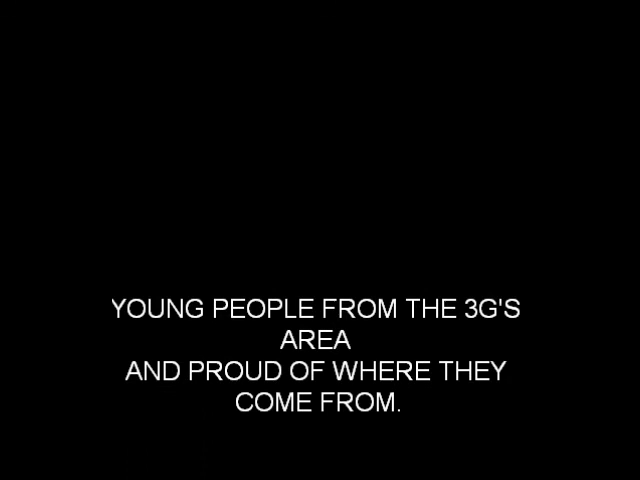 YOUNG PEOPLE FROM THE 3G'S
AREA
AND PROUD OF WHERE THEY
COME FROM.